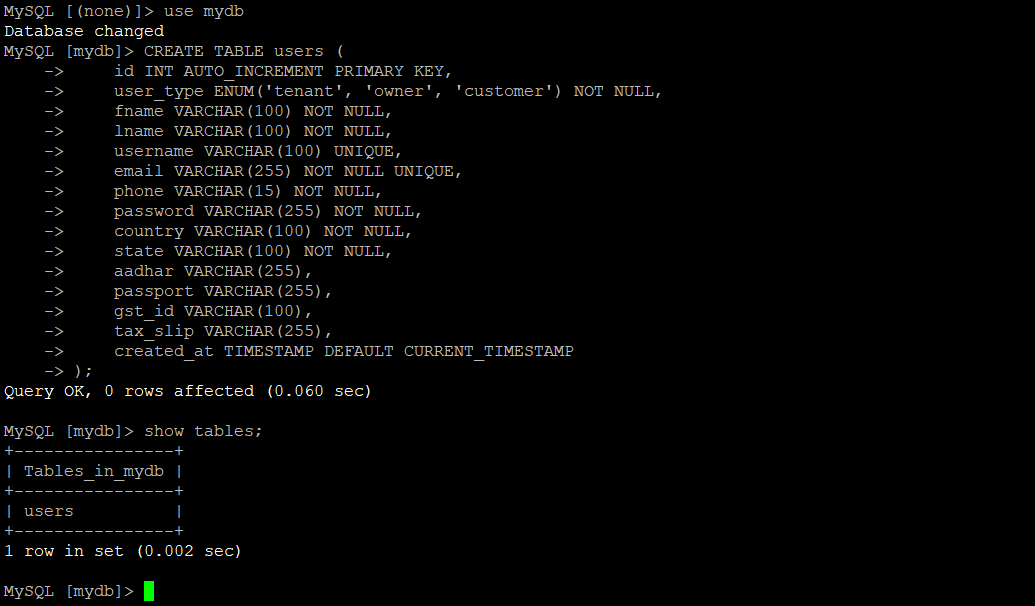 MySQL [(none)]> use mydb
Database changed
MySQL [mydb]> CREATE TABLE users (
    ->     id INT AUTO_INCREMENT PRIMARY KEY,
    ->     user_type ENUM('tenant', 'owner', 'customer') NOT NULL,
    ->     fname VARCHAR(100) NOT NULL,
    ->     lname VARCHAR(100) NOT NULL,
    ->     username VARCHAR(100) UNIQUE,
    ->     email VARCHAR(255) NOT NULL UNIQUE,
    ->     phone VARCHAR(15) NOT NULL,
    ->     password VARCHAR(255) NOT NULL,
    ->     country VARCHAR(100) NOT NULL,
    ->     state VARCHAR(100) NOT NULL,
    ->     aadhar VARCHAR(255),
    ->     passport VARCHAR(255),
    ->     gst_id VARCHAR(100),
    ->     tax_slip VARCHAR(255),
    ->     created_at TIMESTAMP DEFAULT CURRENT_TIMESTAMP
    -> );
Query OK, 0 rows affected (0.060 sec)

MySQL [mydb]> show tables;
+----------------+
| Tables_in_mydb |
+----------------+
| users          |
+----------------+
1 row in set (0.002 sec)

MySQL [mydb]>